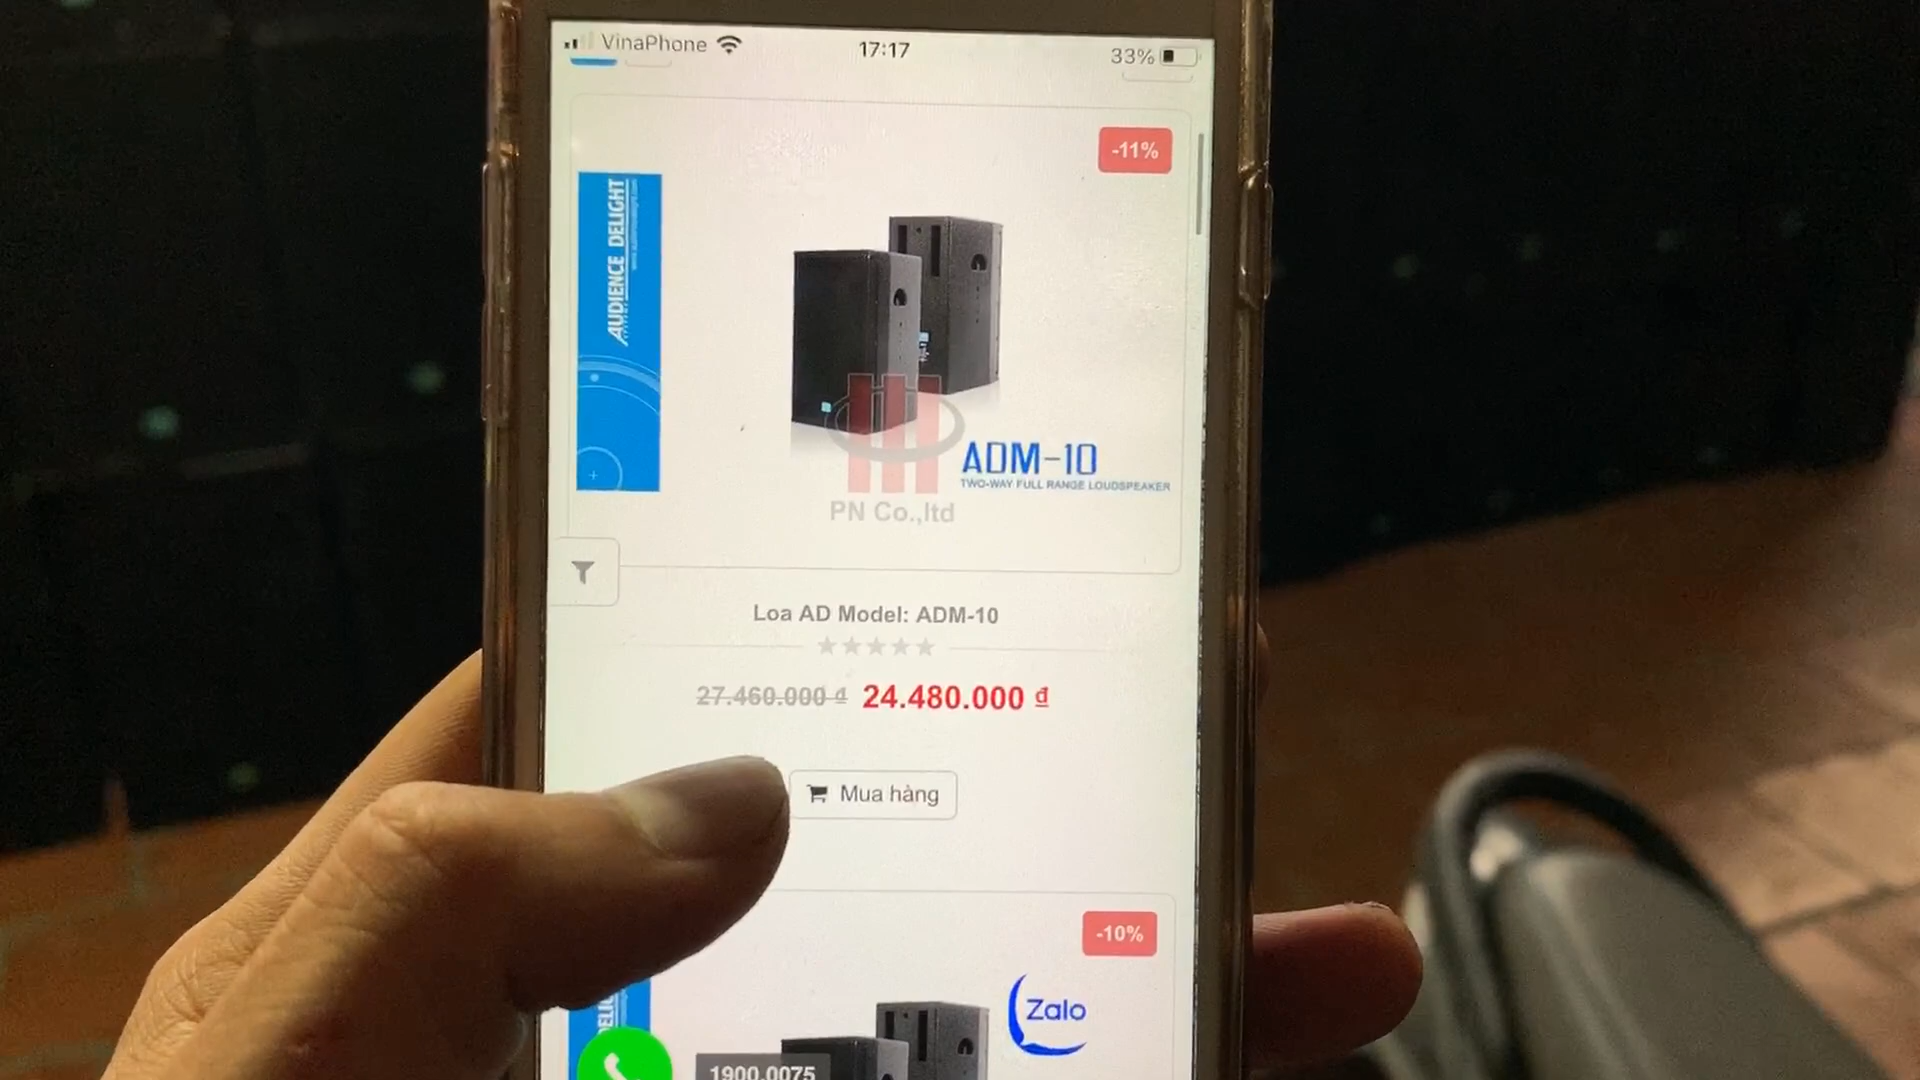 VinaPhone
17:17
33%
-11%
AUDIENCE DELIGHT
ADM-10
TWO-WAY FULL RANGE LOUDSPEAKER
PN Co.,ltd
Loa AD Model: ADM-10
27.460.000 ₫ 24.480.000 ₫
Mua hàng
-10%
Zalo
1900.0075